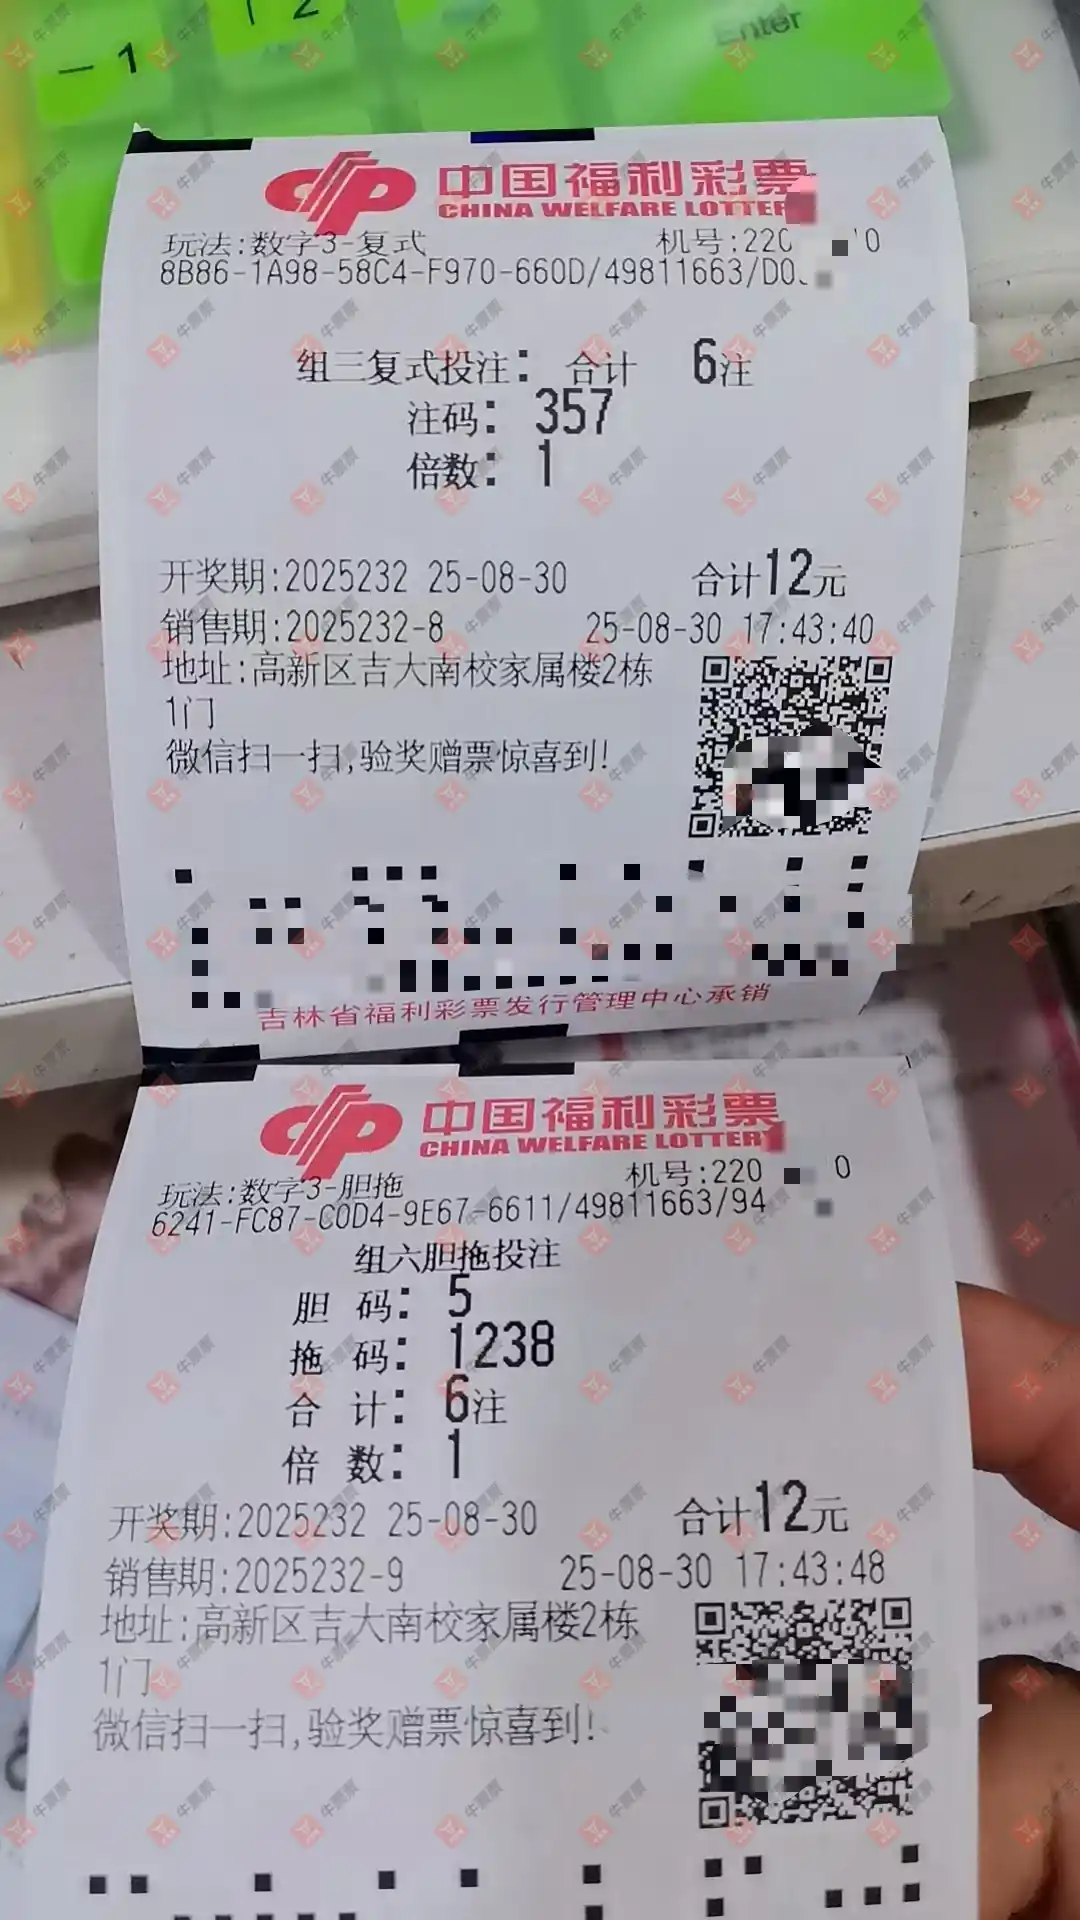 - 1
Enter
中国福利彩票
CHINA WELFARE LOTTER
玩法:数字3-复式 机号:220 0
8B86-1A98-58C4-F970-660D/49811663/D0
组三复式投注: 合计 6注
注码: 357
倍数: 1
开奖期:2025232 25-08-30 合计12元
销售期:2025232-8 25-08-30 17:43:40
地址:高新区吉大南校家属楼2栋
1门
微信扫一扫,验奖赠票惊喜到!
吉林省福利彩票发行管理中心承销
中国福利彩票
CHINA WELFARE LOTTERY
玩法:数字3-胆拖 机号:220 0
6241-FC87-C0D4-9E67-6611/49811663/94
组六胆拖投注
胆 码: 5
拖 码: 1238
合 计: 6注
倍 数: 1
开奖期:2025232 25-08-30 合计12元
销售期:2025232-9 25-08-30 17:43:48
地址:高新区吉大南校家属楼2栋
1门
微信扫一扫,验奖赠票惊喜到!
牛票票